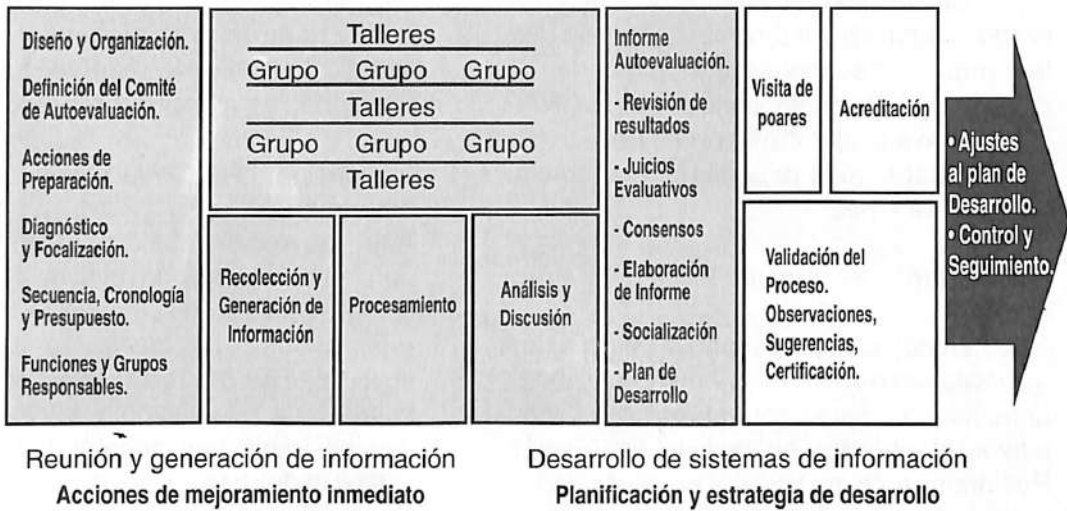 Diseño y Organización.
Definición del Comité
de Autoevaluación.
Acciones de
Preparación.
Diagnóstico
y Focalización.
Secuencia, Cronología
y Presupuesto.
Funciones y Grupos
Responsables.
Talleres
Grupo Grupo Grupo
Talleres
Grupo Grupo Grupo
Talleres
Recolección y
Generación de
Información
Procesamiento
Análisis y
Discusión
Informe
Autoevaluación.
- Revisión de
resultados
- Juicios
Evaluativos
- Consensos
- Elaboración
de Informe
- Socialización
- Plan de
Desarrollo
Visita de
poares
Acreditación
Validación del
Proceso.
Observaciones,
Sugerencias,
Certificación.
• Ajustes
al plan de
Desarrollo.
• Control y
Seguimiento.
Reunión y generación de información
Acciones de mejoramiento inmediato
Desarrollo de sistemas de información
Planificación y estrategia de desarrollo